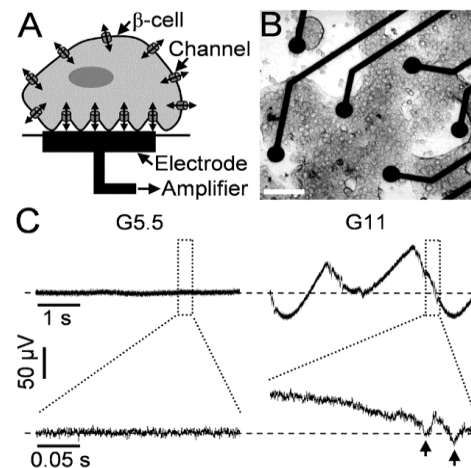 A
β-cell
Channel
Electrode
Amplifier
B
C
G5.5
G11
1 s
50 μV
0.05 s